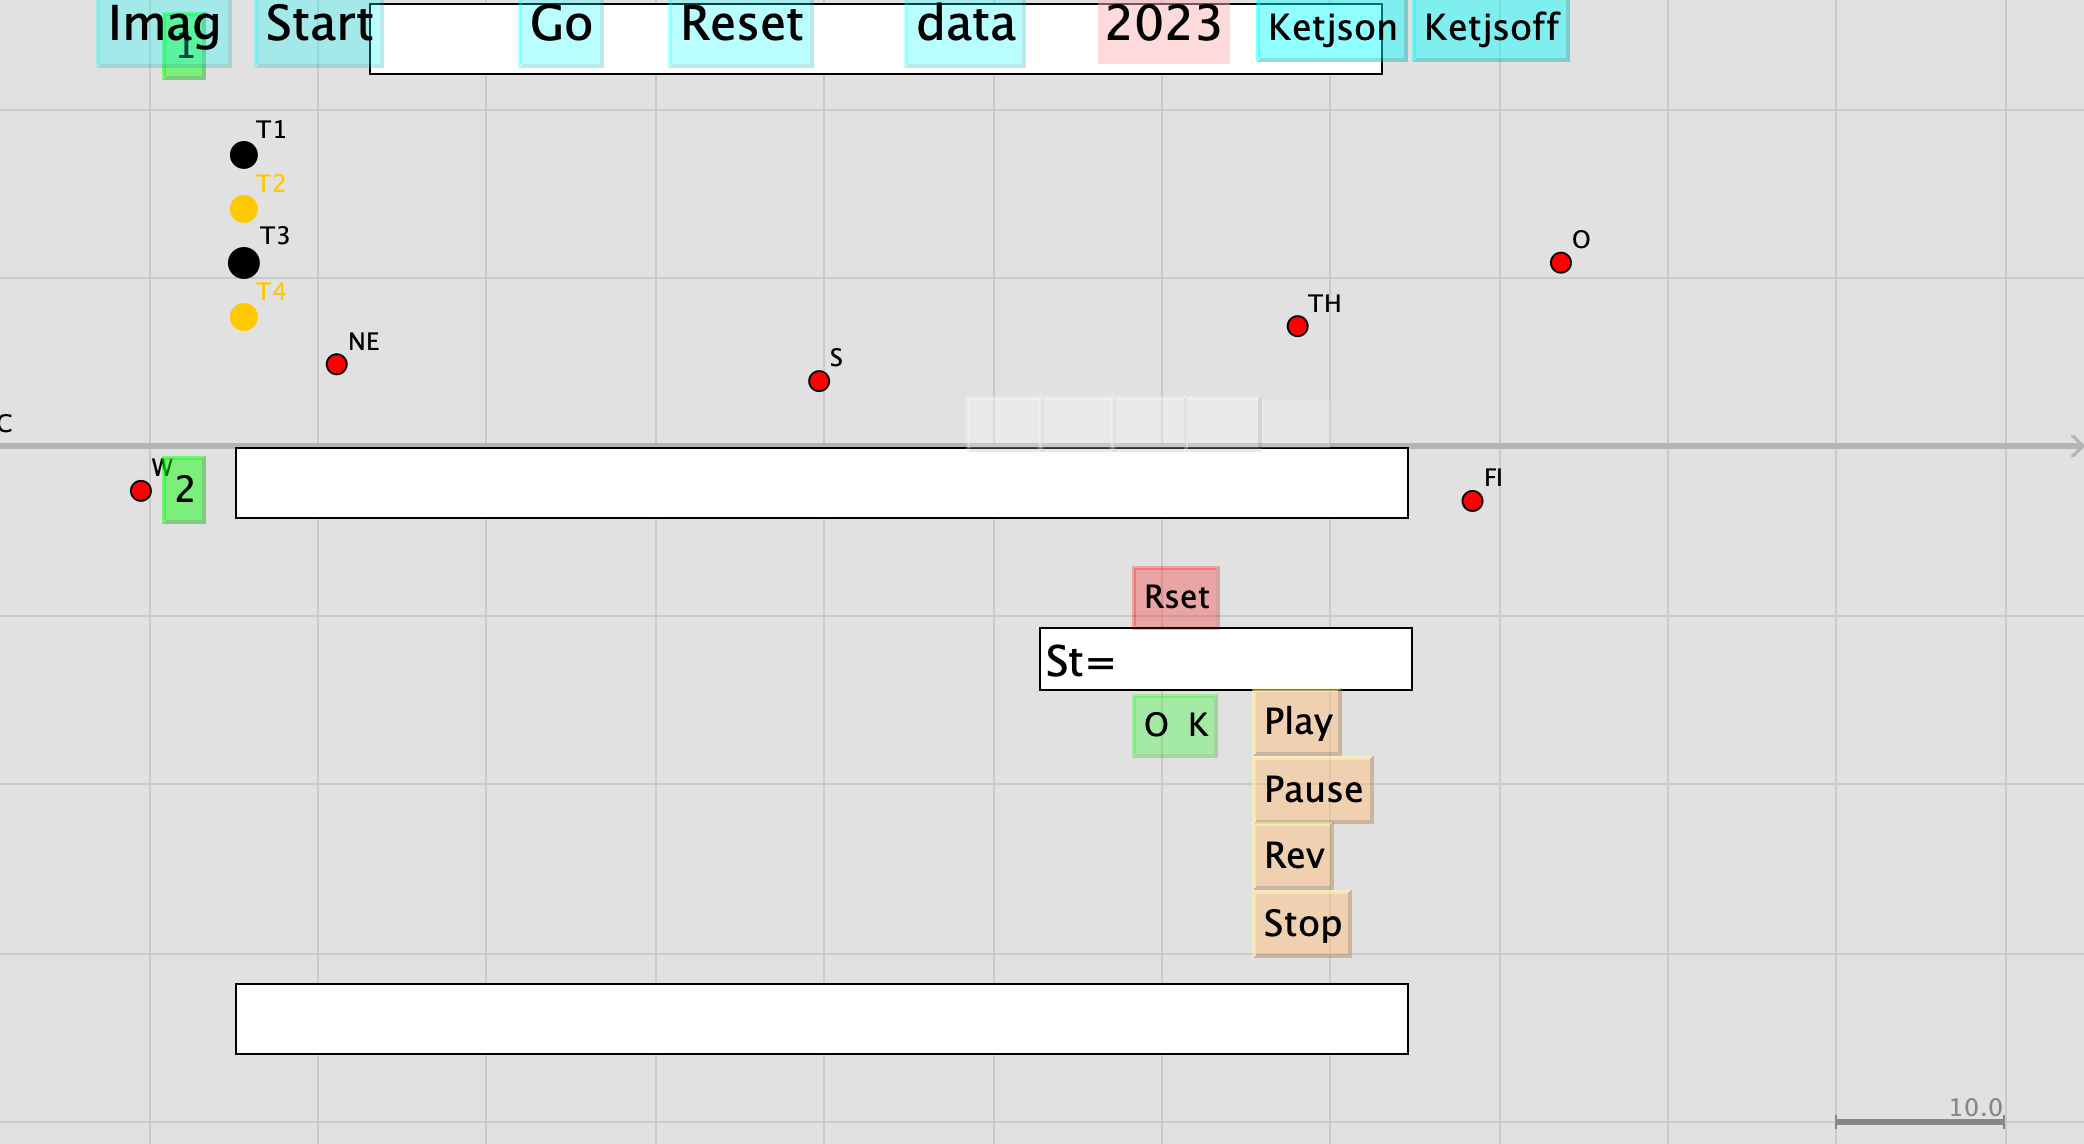 Imag Start Go Reset data 2023 Ketjson Ketjsoff
1
T1
T2
T3
O
T4
TH
NE
S
C
W 2
FI
Rset
St=
O K Play
Pause
Rev
Stop
10.0